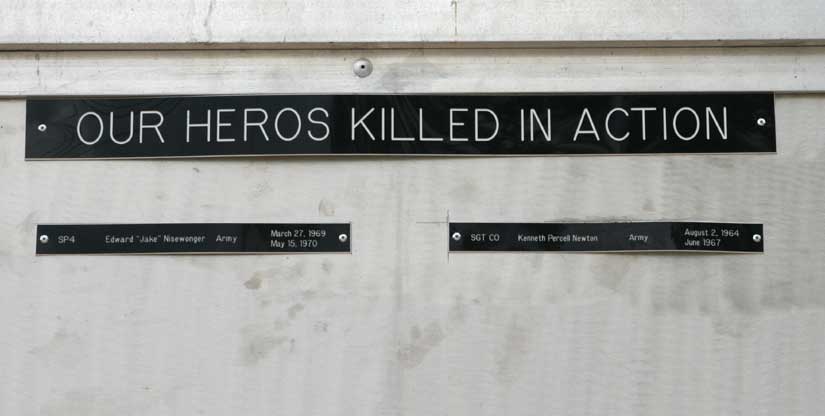 OUR HEROS KILLED IN ACTION
SP4 Edward "Jake" Nisewonger Army March 27, 1969
May 15, 1970
SGT CO Kenneth Percell Newton Army August 2, 1964
June 1967